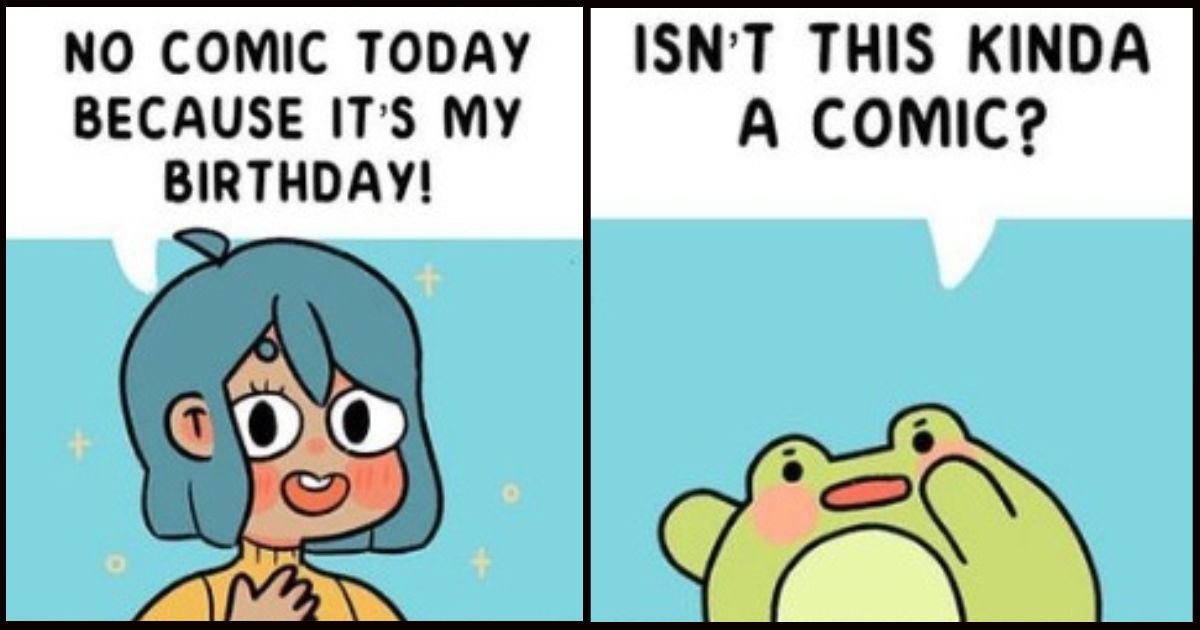 NO COMIC TODAY
BECAUSE IT'S MY
BIRTHDAY!
ISN'T THIS KINDA
A COMIC?